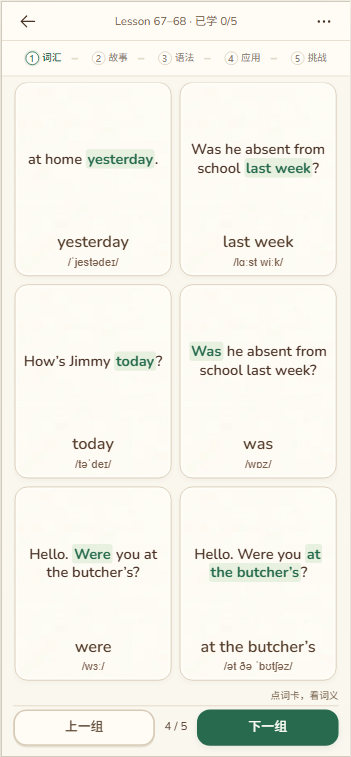 Lesson 67–68 · 已学 0/5
1 词汇 – 2 故事 – 3 语法 – 4 应用 – 5 挑战
at home yesterday.
yesterday
/ˈjestədeɪ/
Was he absent from
school last week?
last week
/lɑːst wiːk/
How's Jimmy today?
today
/təˈdeɪ/
Was he absent from
school last week?
was
/wɒz/
Hello. Were you at
the butcher's?
were
/wɜː/
Hello. Were you at
the butcher's?
at the butcher's
/ət ðə ˈbʊtʃəz/
点词卡，看词义
上一组
4 / 5
下一组